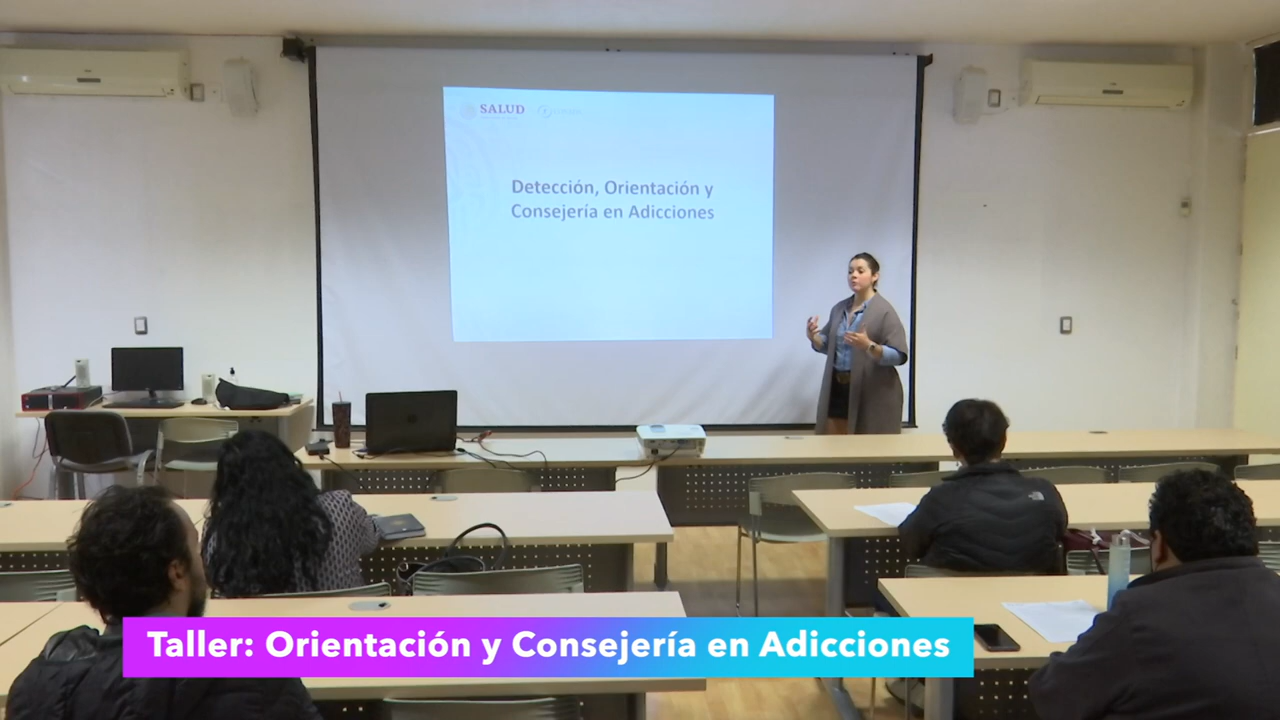 SALUD
Detección, Orientación y
Consejería en Adicciones
Taller: Orientación y Consejería en Adicciones